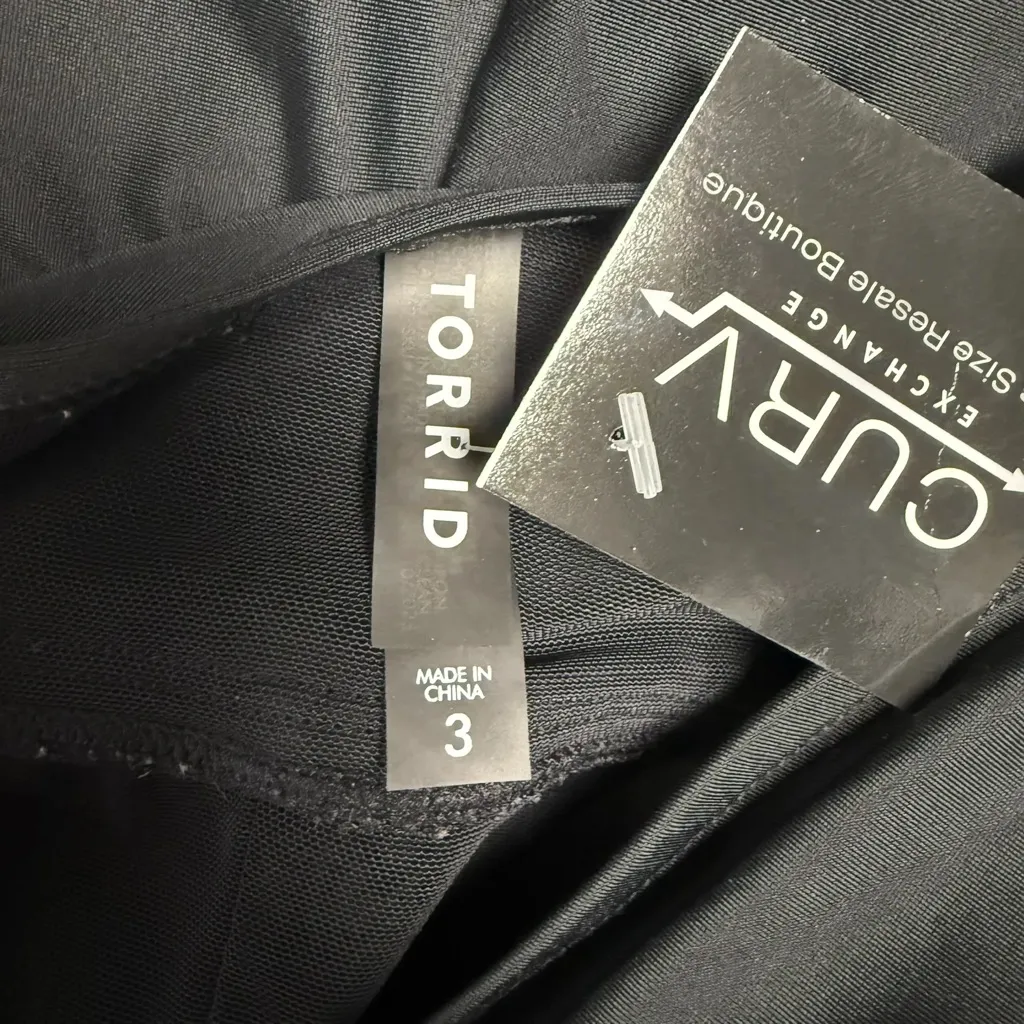 TORRID
MADE IN
CHINA
3
CURV
EXCHANGE
Size Resale Boutique